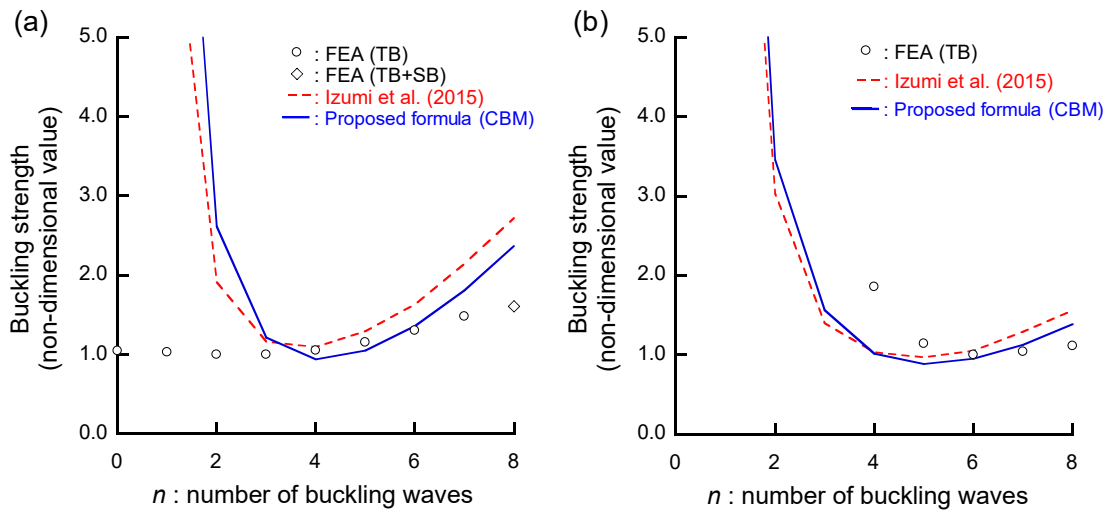 (a)
5.0
4.0
3.0
2.0
1.0
0.0
0
2
4
6
8
Buckling strength
(non-dimensional value)
n : number of buckling waves
: FEA (TB)
: FEA (TB+SB)
: Izumi et al. (2015)
: Proposed formula (CBM)
(b)
5.0
4.0
3.0
2.0
1.0
0.0
0
2
4
6
8
Buckling strength
(non-dimensional value)
n : number of buckling waves
: FEA (TB)
: Izumi et al. (2015)
: Proposed formula (CBM)